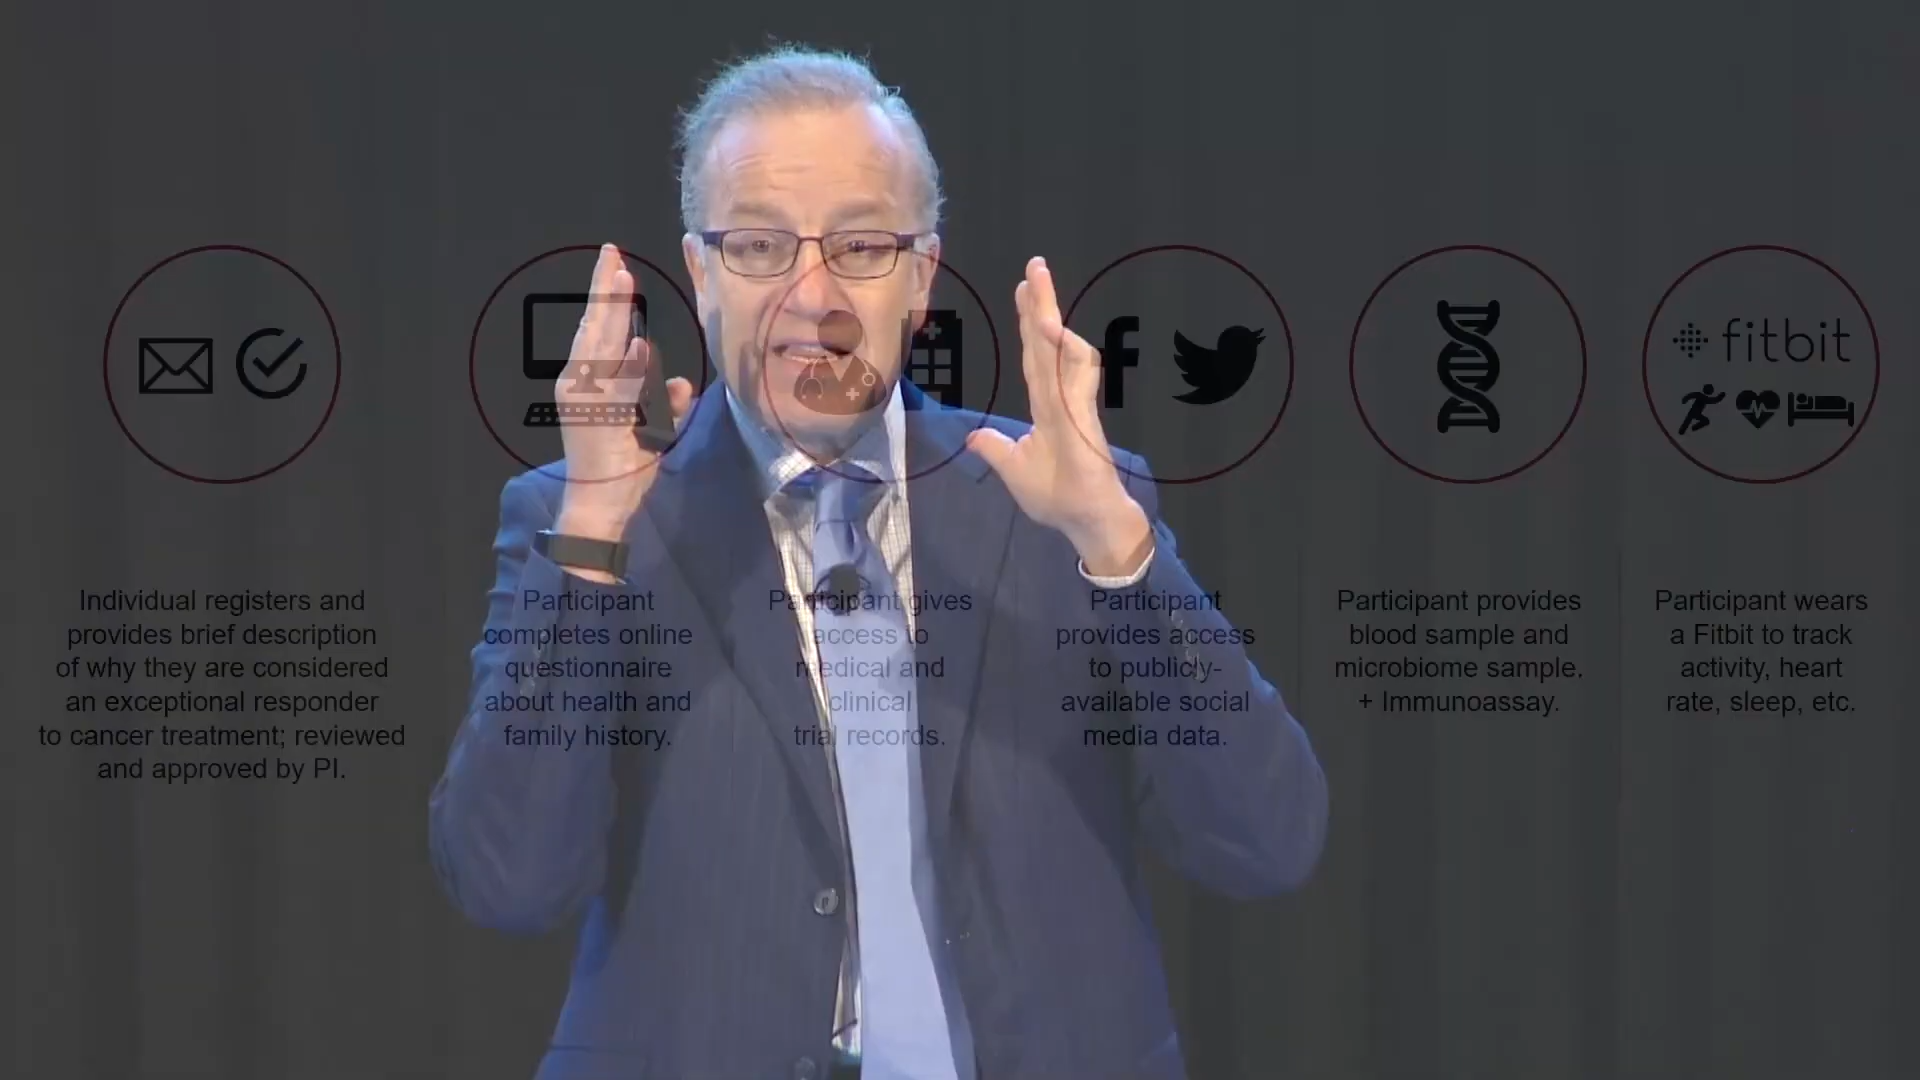 fitbit
Individual registers and
provides brief description
of why they are considered
an exceptional responder
to cancer treatment; reviewed
and approved by PI.
Participant
completes online
questionnaire
about health and
family history.
Participant gives
access to
medical and
clinical
trial records.
Participant
provides access
to publicly-
available social
media data.
Participant provides
blood sample and
microbiome sample.
+ Immunoassay.
Participant wears
a Fitbit to track
activity, heart
rate, sleep, etc.